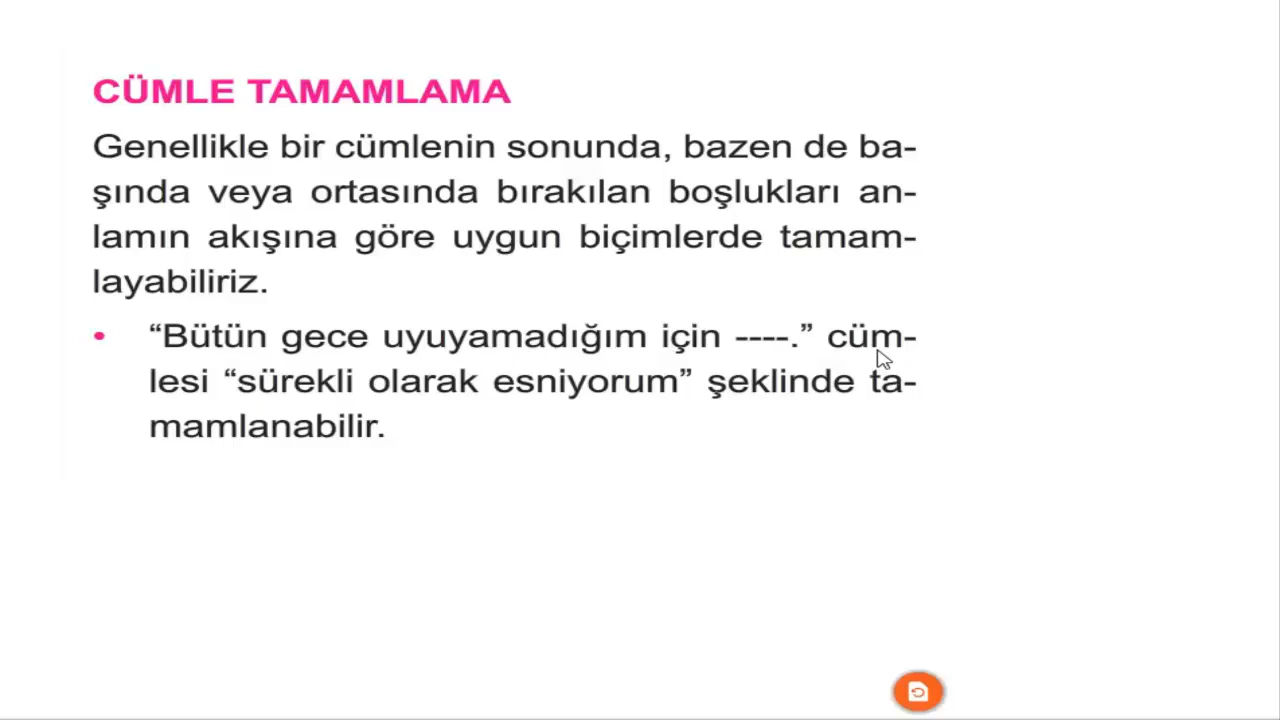 CÜMLE TAMAMLAMA
Genellikle bir cümlenin sonunda, bazen de ba-
şında veya ortasında bırakılan boşlukları an-
lamın akışına göre uygun biçimlerde tamam-
layabiliriz.
• “Bütün gece uyuyamadığım için ----.” cüm-
lesi “sürekli olarak esniyorum” şeklinde ta-
mamlanabilir.